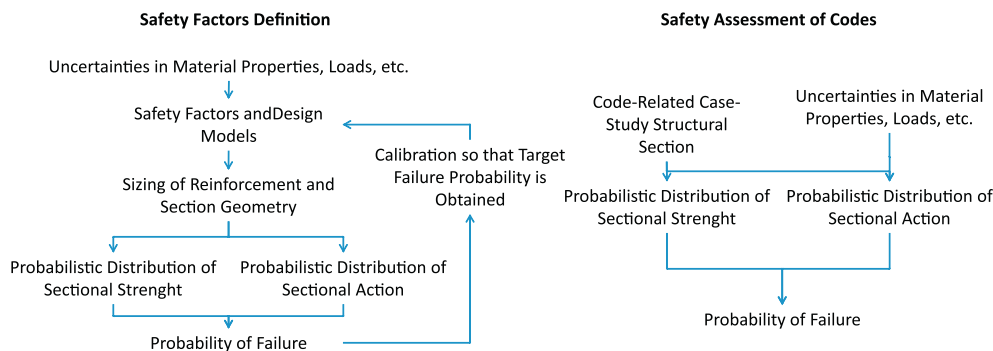 Safety Factors Definition
Uncertainties in Material Properties, Loads, etc.
Safety Factors andDesign
Models
Sizing of Reinforcement and
Section Geometry
Probabilistic Distribution of
Sectional Strenght
Probabilistic Distribution of
Sectional Action
Probability of Failure
Calibration so that Target
Failure Probability is
Obtained
Safety Assessment of Codes
Code-Related Case-
Study Structural
Section
Uncertainties in Material
Properties, Loads, etc.
Probabilistic Distribution of
Sectional Strenght
Probabilistic Distribution of
Sectional Action
Probability of Failure